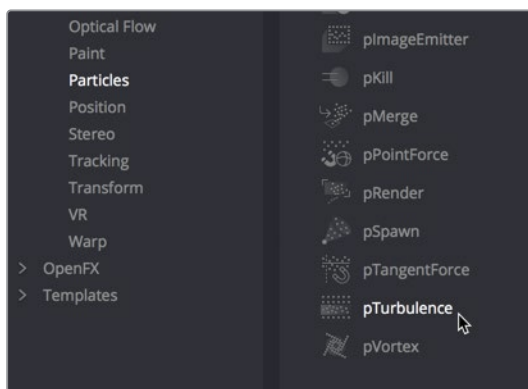 Optical Flow
Paint
Particles
Position
Stereo
Tracking
Transform
VR
Warp
> OpenFX
> Templates
pImageEmitter
pKill
pMerge
pPointForce
pRender
pSpawn
pTangentForce
pTurbulence
pVortex